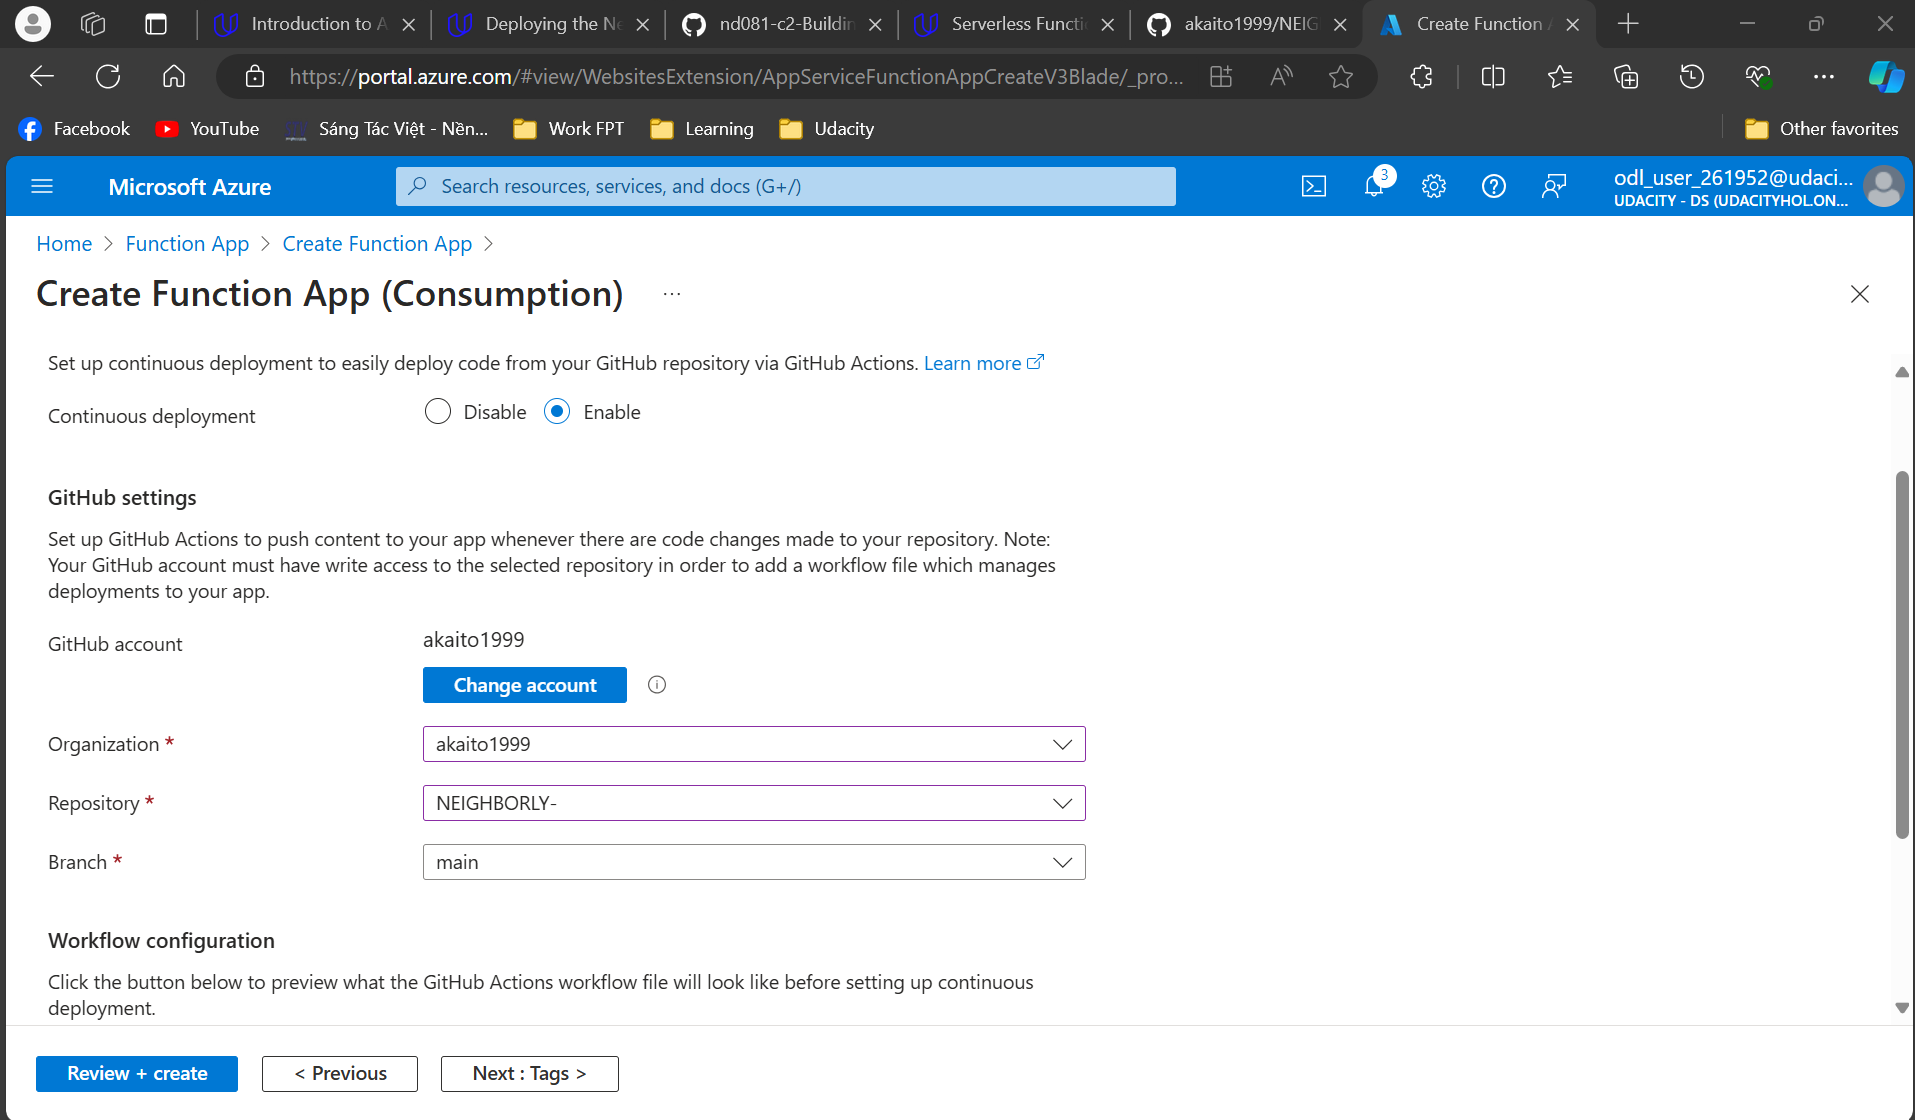 Introduction to A
Deploying the Ne
nd081-c2-Buildin
Serverless Functi
akaito1999/NEIG
Create Function A
https://portal.azure.com/#view/WebsitesExtension/AppServiceFunctionAppCreateV3Blade/_pro...
Facebook
YouTube
Sáng Tác Việt - Nền...
Work FPT
Learning
Udacity
Other favorites
Microsoft Azure
Search resources, services, and docs (G+/)
3
odl_user_261952@udaci...
UDACITY - DS (UDACITYHOL.ON...
Home > Function App > Create Function App >
Create Function App (Consumption) ...
Set up continuous deployment to easily deploy code from your GitHub repository via GitHub Actions. Learn more
Continuous deployment
Disable
Enable
GitHub settings
Set up GitHub Actions to push content to your app whenever there are code changes made to your repository. Note:
Your GitHub account must have write access to the selected repository in order to add a workflow file which manages
deployments to your app.
GitHub account
akaito1999
Change account
Organization *
akaito1999
Repository *
NEIGHBORLY-
Branch *
main
Workflow configuration
Click the button below to preview what the GitHub Actions workflow file will look like before setting up continuous
deployment.
Review + create
< Previous
Next : Tags >